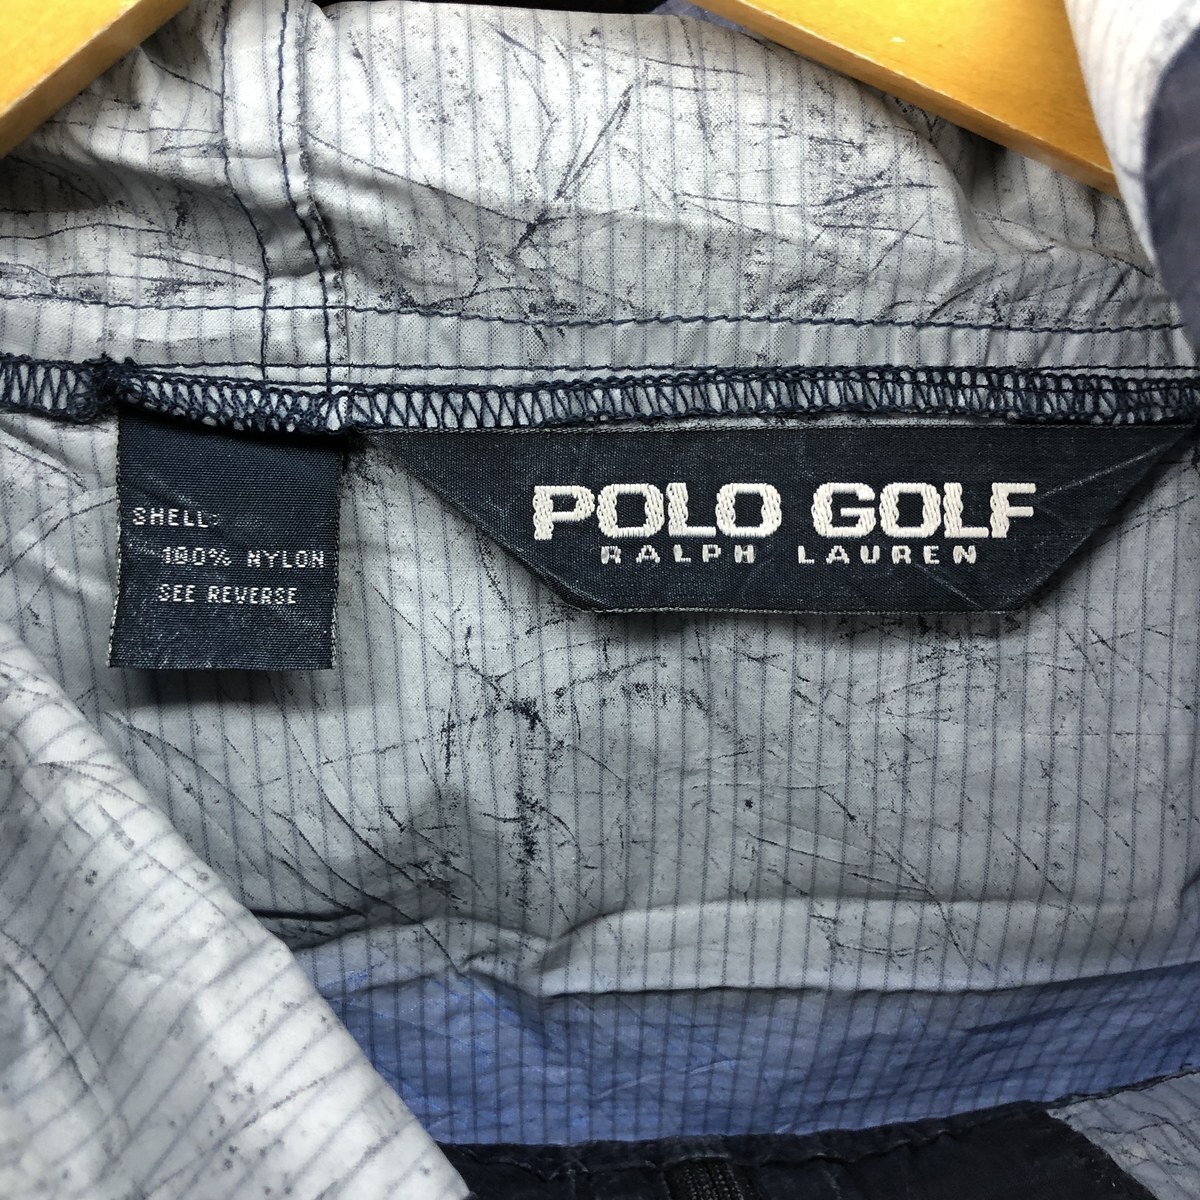 SHELL:
100% NYLON
SEE REVERSE
POLO GOLF
RALPH LAUREN